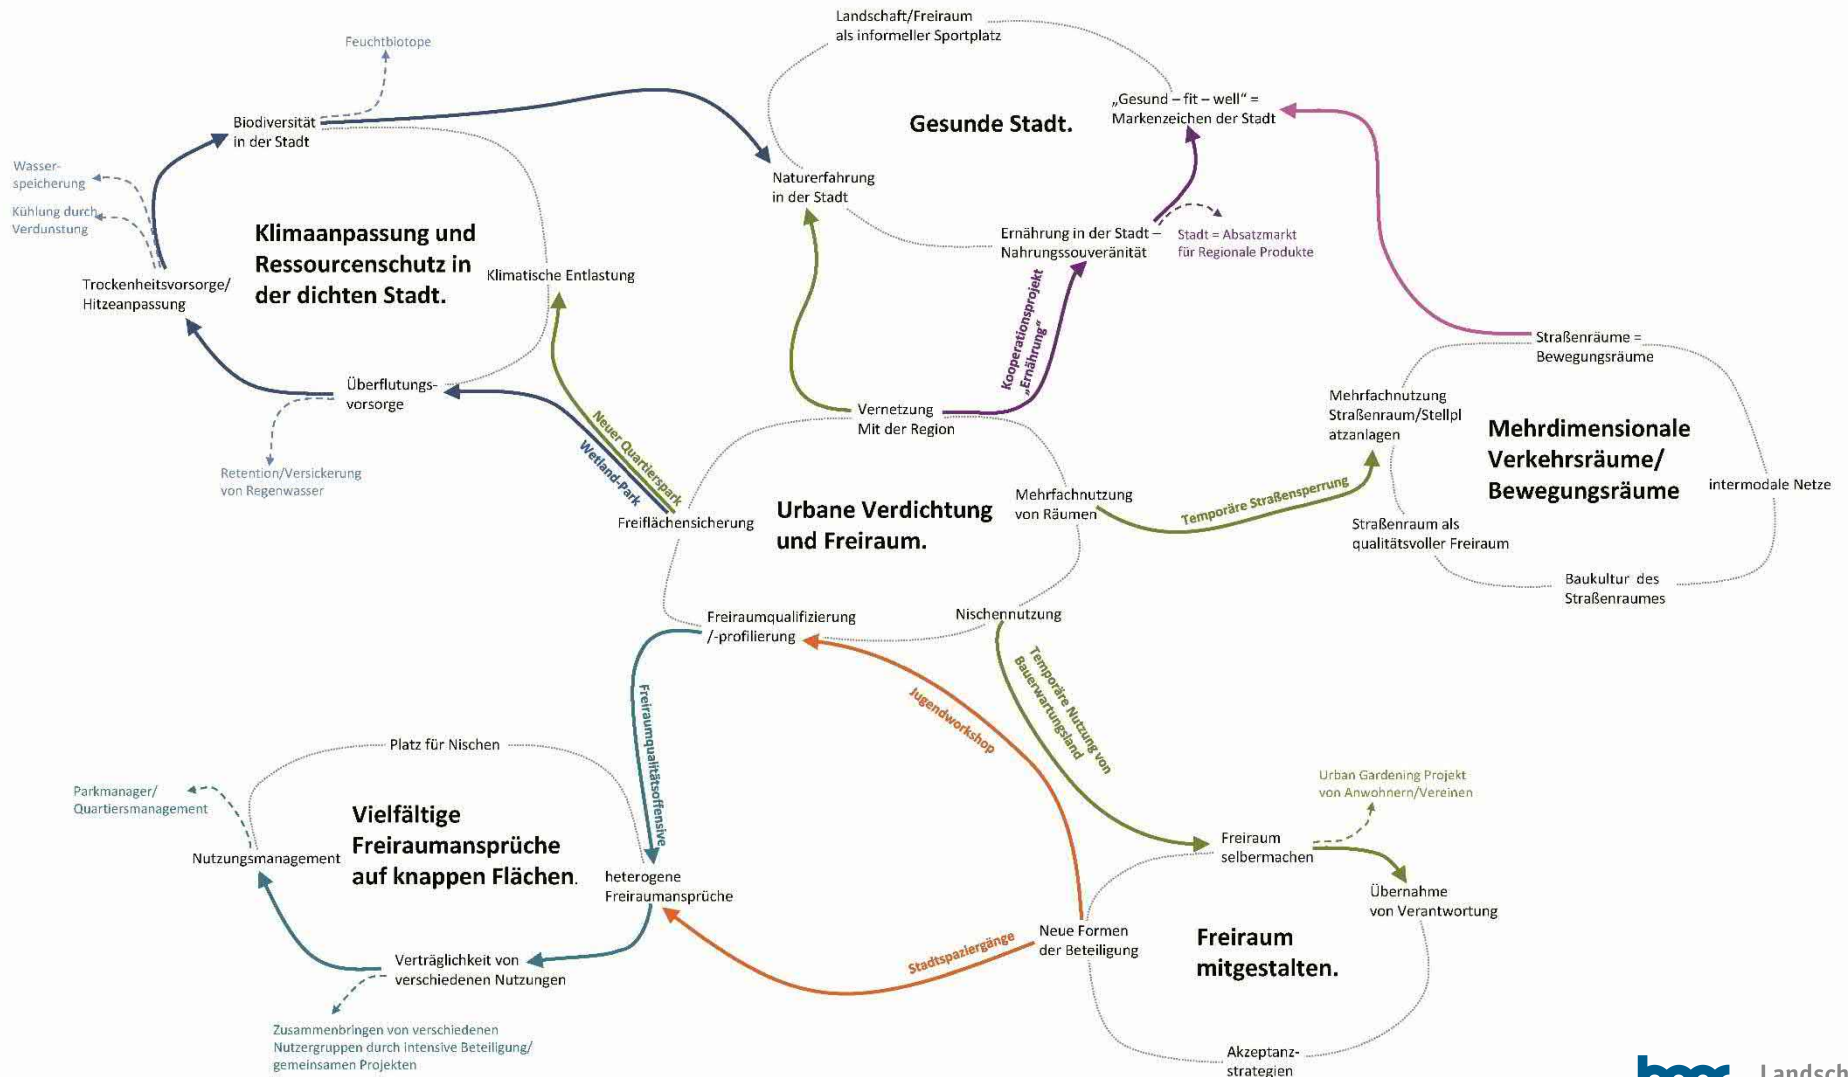 Landschaft/Freiraum
als informeller Sportplatz
Feuchtbiotope
„Gesund – fit – well“ =
Markenzeichen der Stadt
Biodiversität
in der Stadt
Gesunde Stadt.
Wasser-
speicherung
Naturerfahrung
in der Stadt
Kühlung durch
Verdunstung
Klimaanpassung und
Ressourcenschutz in
der dichten Stadt.
Ernährung in der Stadt –
Nahrungssouveränität
Stadt = Absatzmarkt
für Regionale Produkte
Klimatische Entlastung
Trockenheitsvorsorge/
Hitzeanpassung
Kooperationsprojekt
„Ernährung“
Straßenräume =
Bewegungsräume
Überflutungs-
vorsorge
Mehrfachnutzung
Straßenraum/Stellpl
atzanlagen
Vernetzung
Mit der Region
Neuer Quartierspark
Wetland-Park
Mehrdimensionale
Verkehrsräume/
Bewegungsräume
intermodale Netze
Retention/Versickerung
von Regenwasser
Freiflächensicherung
Urbane Verdichtung
und Freiraum.
Mehrfachnutzung
von Räumen
Temporäre Straßensperrung
Straßenraum als
qualitätsvoller Freiraum
Baukultur des
Straßenraumes
Freiraumqualifizierung
/-profilierung
Nischennutzung
Freiraumqualitätsoffensive
Jugendworkshop
Temporäre Nutzung von
Bauerwartungsland
Platz für Nischen
Parkmanager/
Quartiersmanagement
Vielfältige
Freiraumansprüche
auf knappen Flächen.
Nutzungsmanagement
heterogene
Freiraumansprüche
Urban Gardening Projekt
von Anwohnern/Vereinen
Freiraum
selbermachen
Übernahme
von Verantwortung
Stadtspaziergänge
Neue Formen
der Beteiligung
Freiraum
mitgestalten.
Verträglichkeit von
verschiedenen Nutzungen
Zusammenbringen von verschiedenen
Nutzergruppen durch intensive Beteiligung/
gemeinsamen Projekten
Akzeptanz-
strategien